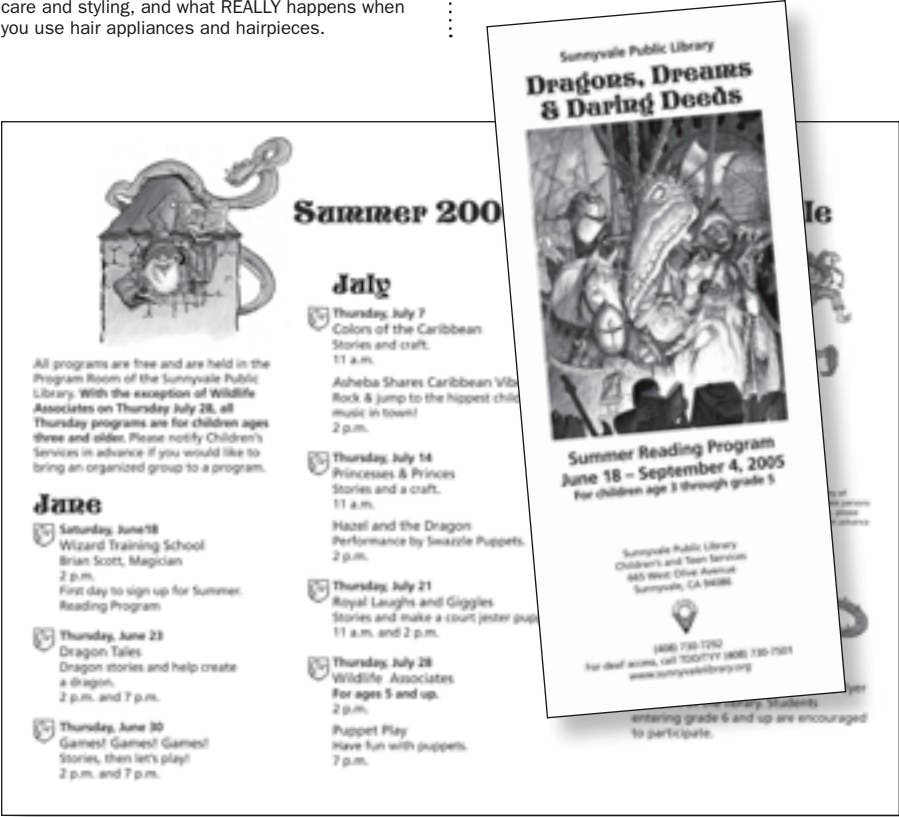 care and styling, and what REALLY happens when
you use hair appliances and hairpieces.
Summer 200
le
All programs are free and are held in the
Program Room of the Sunnyvale Public
Library. With the exception of Wildlife
Associates on Thursday July 28, all
Thursday programs are for children ages
three and older. Please notify Children's
Services in advance if you would like to
bring an organized group to a program.
June
Saturday, June18
Wizard Training School
Brian Scott, Magician
2 p.m.
First day to sign up for Summer.
Reading Program
Thursday, June 23
Dragon Tales
Dragon stories and help create
a dragon.
2 p.m. and 7 p.m.
Thursday, June 30
Games! Games! Games!
Stories, then let's play!
2 p.m. and 7 p.m.
July
Thursday, July 7
Colors of the Caribbean
Stories and craft.
11 a.m.
Asheba Shares Caribbean Vib
Rock & jump to the hippest child
music in town!
2 p.m.
Thursday, July 14
Princesses & Princes
Stories and a craft.
11 a.m.
Hazel and the Dragon
Performance by Swazzle Puppets.
2 p.m.
Thursday, July 21
Royal Laughs and Giggles
Stories and make a court jester pup
11 a.m. and 2 p.m.
Thursday, July 28
Wildlife Associates
For ages 5 and up.
2 p.m.
Puppet Play
Have fun with puppets.
7 p.m.
Sunnyvale Public Library
Dragons, Dreams
& Daring Deeds
Summer Reading Program
June 18 – September 4, 2005
For children age 3 through grade 5
Sunnyvale Public Library
Children's and Teen Services
665 West Olive Avenue
Sunnyvale, CA 94086
(408) 730-7292
For deaf access, call TDD/TYY (408) 730-7501
www.sunnyvalelibrary.org
persons
please
advance
library. Students
entering grade 6 and up are encouraged
to participate.